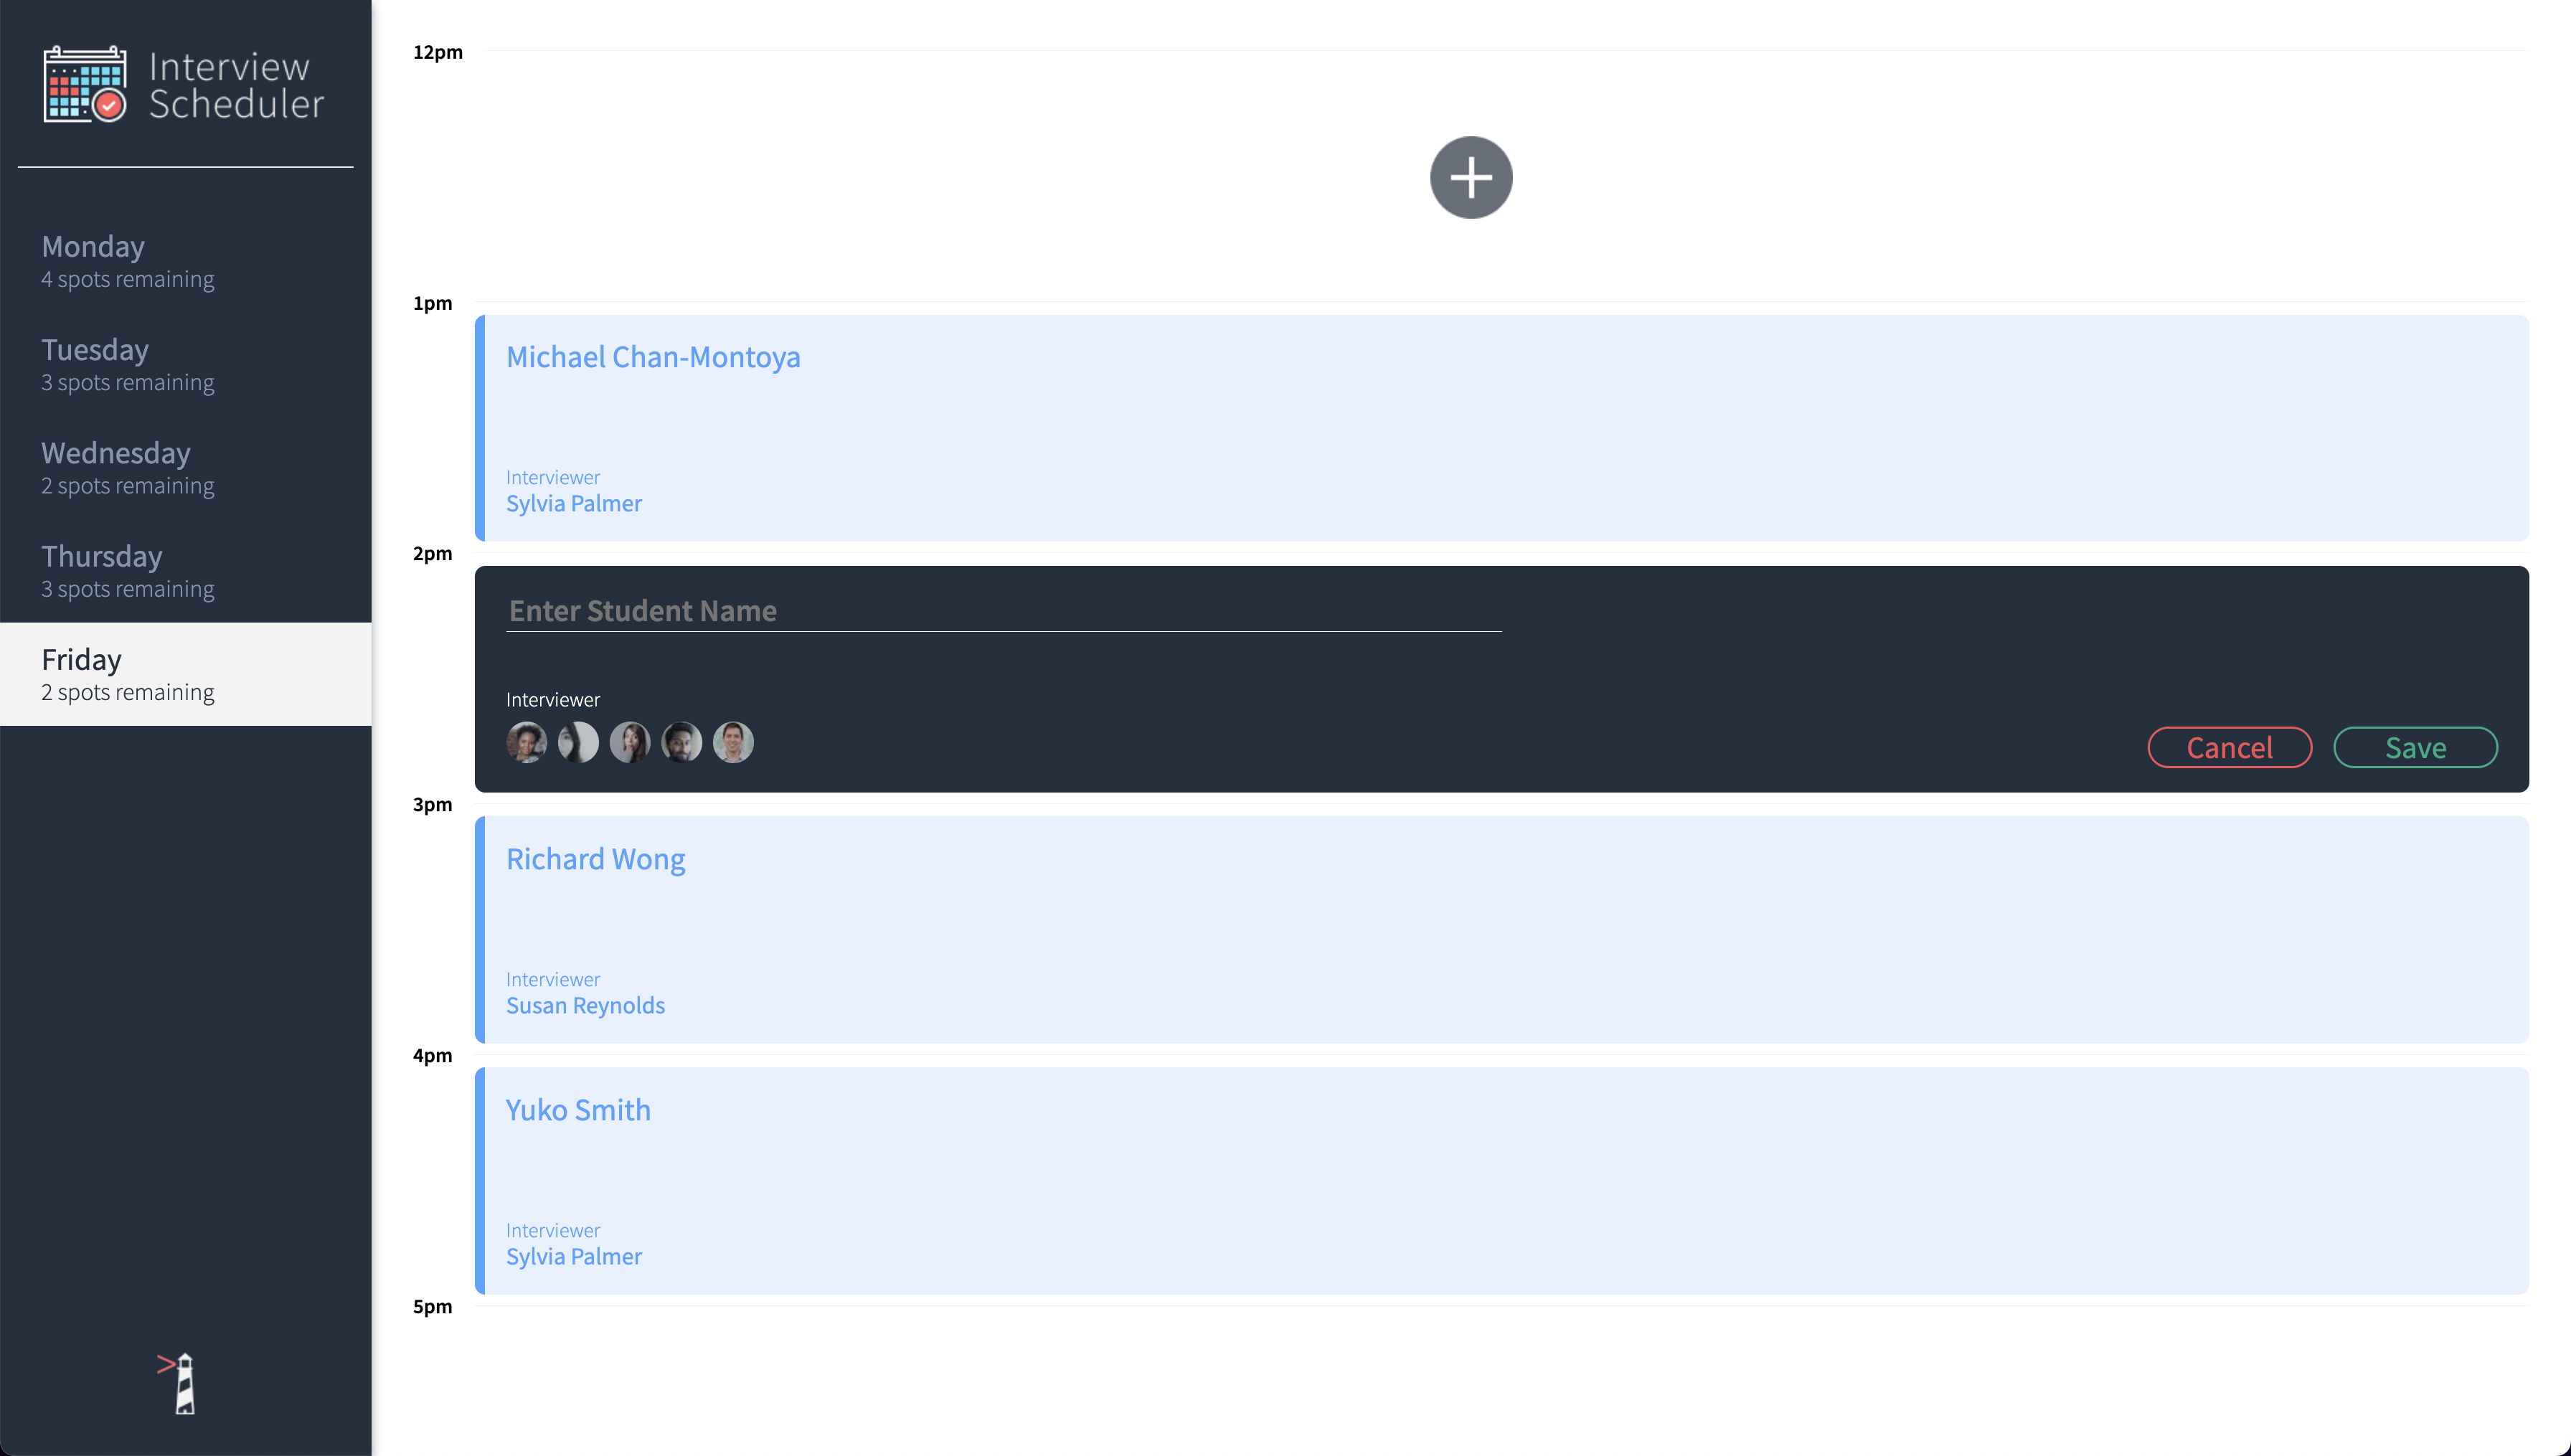 Interview
Scheduler
Monday
4 spots remaining
Tuesday
3 spots remaining
Wednesday
2 spots remaining
Thursday
3 spots remaining
Friday
2 spots remaining
12pm
1pm
Michael Chan-Montoya
Interviewer
Sylvia Palmer
2pm
Enter Student Name
Interviewer
Cancel
Save
3pm
Richard Wong
Interviewer
Susan Reynolds
4pm
Yuko Smith
Interviewer
Sylvia Palmer
5pm